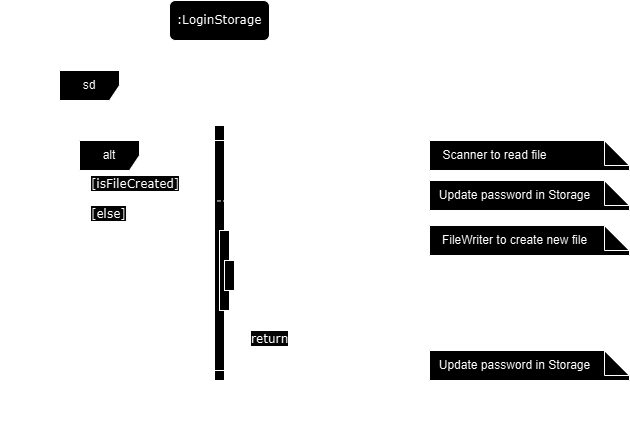 :LoginStorage
sd
alt
Scanner to read file
[isFileCreated]
Update password in Storage
[else]
FileWriter to create new file
return
Update password in Storage